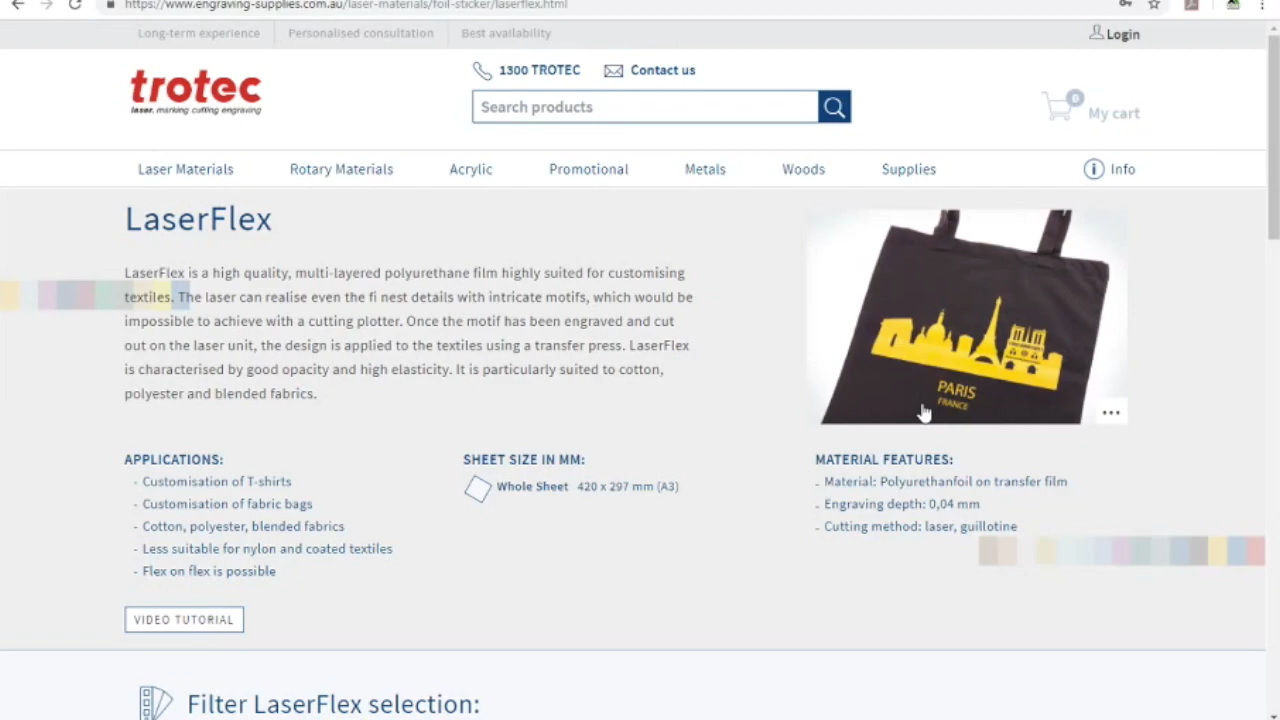 https://www.engraving-supplies.com.au/laser-materials/foil-sticker/laserflex.html
Long-term experience
Personalised consultation
Best availability
Login
trotec
laser. marking cutting engraving
1300 TROTEC
Contact us
Search products
0
My cart
Laser Materials
Rotary Materials
Acrylic
Promotional
Metals
Woods
Supplies
i Info
LaserFlex
LaserFlex is a high quality, multi-layered polyurethane film highly suited for customising
textiles. The laser can realise even the fi nest details with intricate motifs, which would be
impossible to achieve with a cutting plotter. Once the motif has been engraved and cut
out on the laser unit, the design is applied to the textiles using a transfer press. LaserFlex
is characterised by good opacity and high elasticity. It is particularly suited to cotton,
polyester and blended fabrics.
PARIS
FRANCE
APPLICATIONS:
- Customisation of T-shirts
- Customisation of fabric bags
- Cotton, polyester, blended fabrics
- Less suitable for nylon and coated textiles
- Flex on flex is possible
SHEET SIZE IN MM:
Whole Sheet 420 x 297 mm (A3)
MATERIAL FEATURES:
- Material: Polyurethanfoil on transfer film
- Engraving depth: 0,04 mm
- Cutting method: laser, guillotine
VIDEO TUTORIAL
Filter LaserFlex selection: